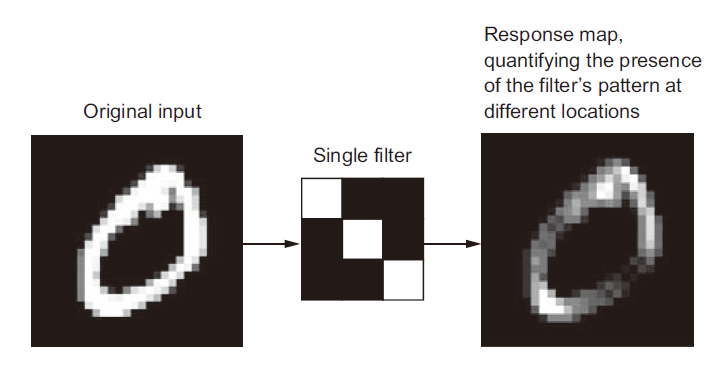 Original input
Single filter
Response map,
quantifying the presence
of the filter's pattern at
different locations